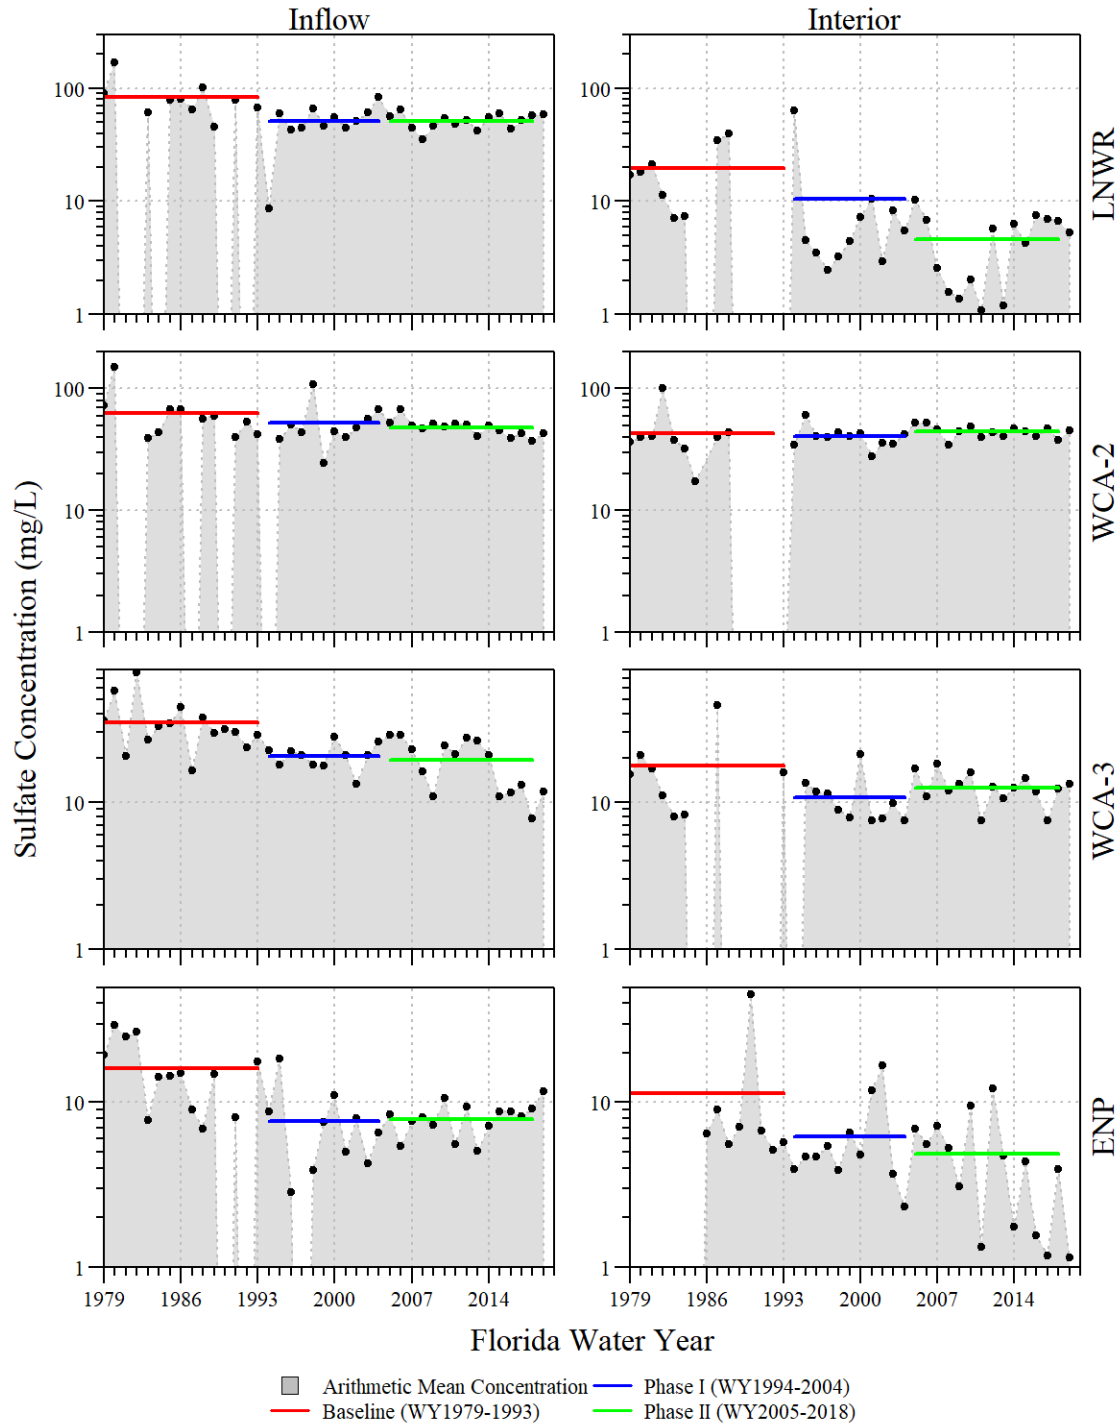 Inflow
Interior
100
10
1
100
10
1
LNWR
100
10
1
100
10
1
WCA-2
Sulfate Concentration (mg/L)
10
1
10
1
WCA-3
10
1
10
1
ENP
1979
1986
1993
2000
2007
2014
1979
1986
1993
2000
2007
2014
Florida Water Year
Arithmetic Mean Concentration
Phase I (WY1994-2004)
Baseline (WY1979-1993)
Phase II (WY2005-2018)